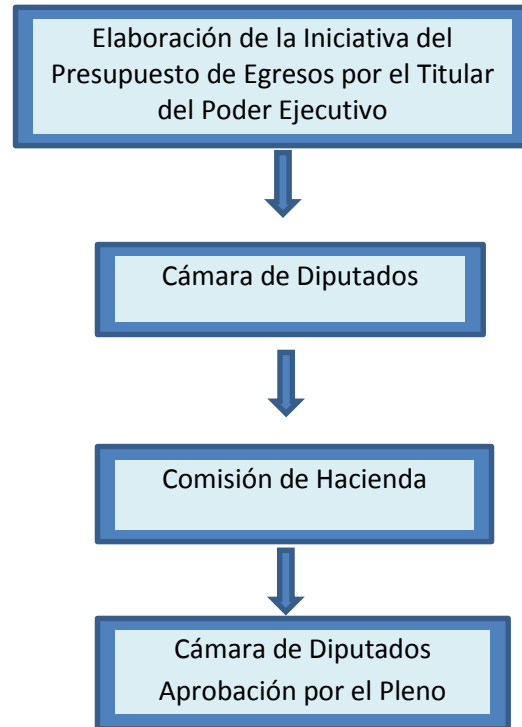 Elaboración de la Iniciativa del
Presupuesto de Egresos por el Titular
del Poder Ejecutivo
Cámara de Diputados
Comisión de Hacienda
Cámara de Diputados
Aprobación por el Pleno